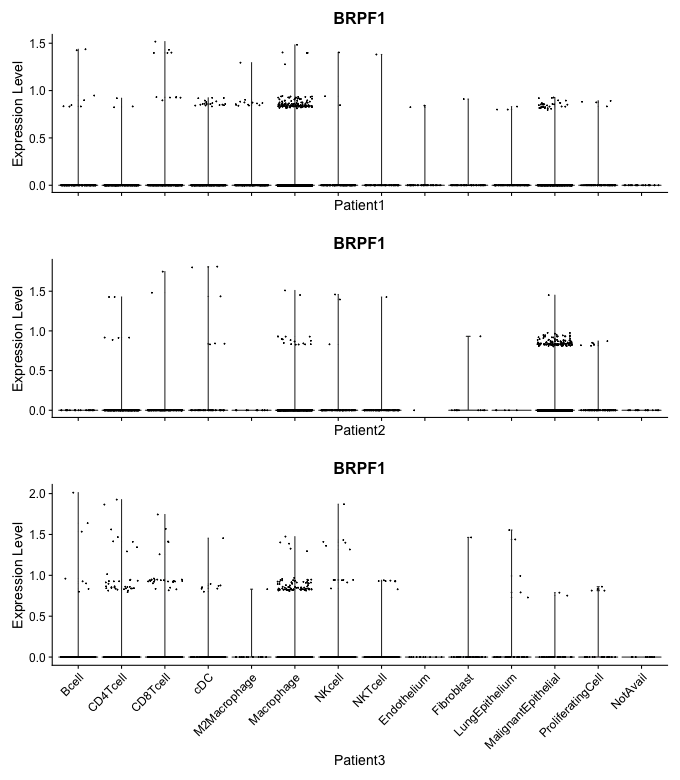 BRPF1
Expression Level
1.5
1.0
0.5
0.0
Patient1
BRPF1
Expression Level
1.5
1.0
0.5
0.0
Patient2
BRPF1
Expression Level
2.0
1.5
1.0
0.5
0.0
Bcell
CD4Tcell
CD8Tcell
cDC
M2Macrophage
Macrophage
NKcell
NKTcell
Endothelium
Fibroblast
LungEpithelium
MalignantEpithelial
ProliferatingCell
NotAvail
Patient3